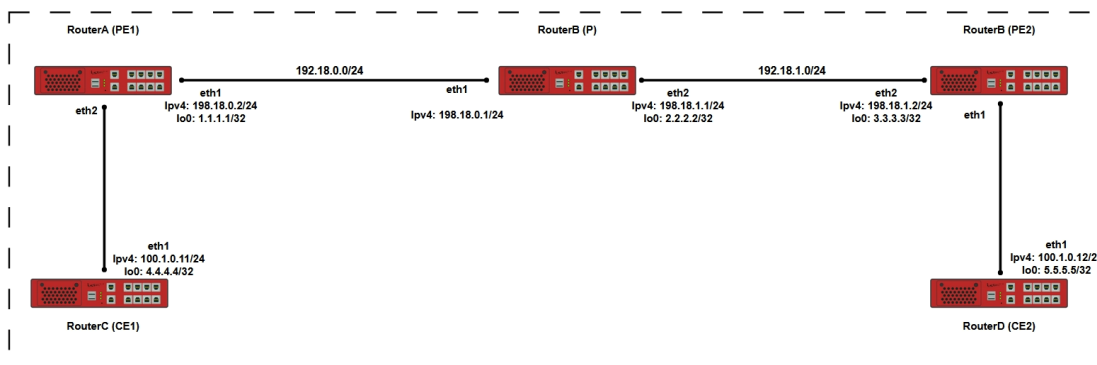 RouterA (PE1)
RouterB (P)
RouterB (PE2)
192.18.0.0/24
192.18.1.0/24
eth1
Ipv4: 198.18.0.2/24
lo0: 1.1.1.1/32
eth2
eth1
Ipv4: 198.18.0.1/24
eth2
Ipv4: 198.18.1.1/24
lo0: 2.2.2.2/32
eth2
Ipv4: 198.18.1.2/24
lo0: 3.3.3.3/32
eth1
eth1
Ipv4: 100.1.0.11/24
lo0: 4.4.4.4/32
eth1
Ipv4: 100.1.0.12/2
lo0: 5.5.5.5/32
RouterC (CE1)
RouterD (CE2)